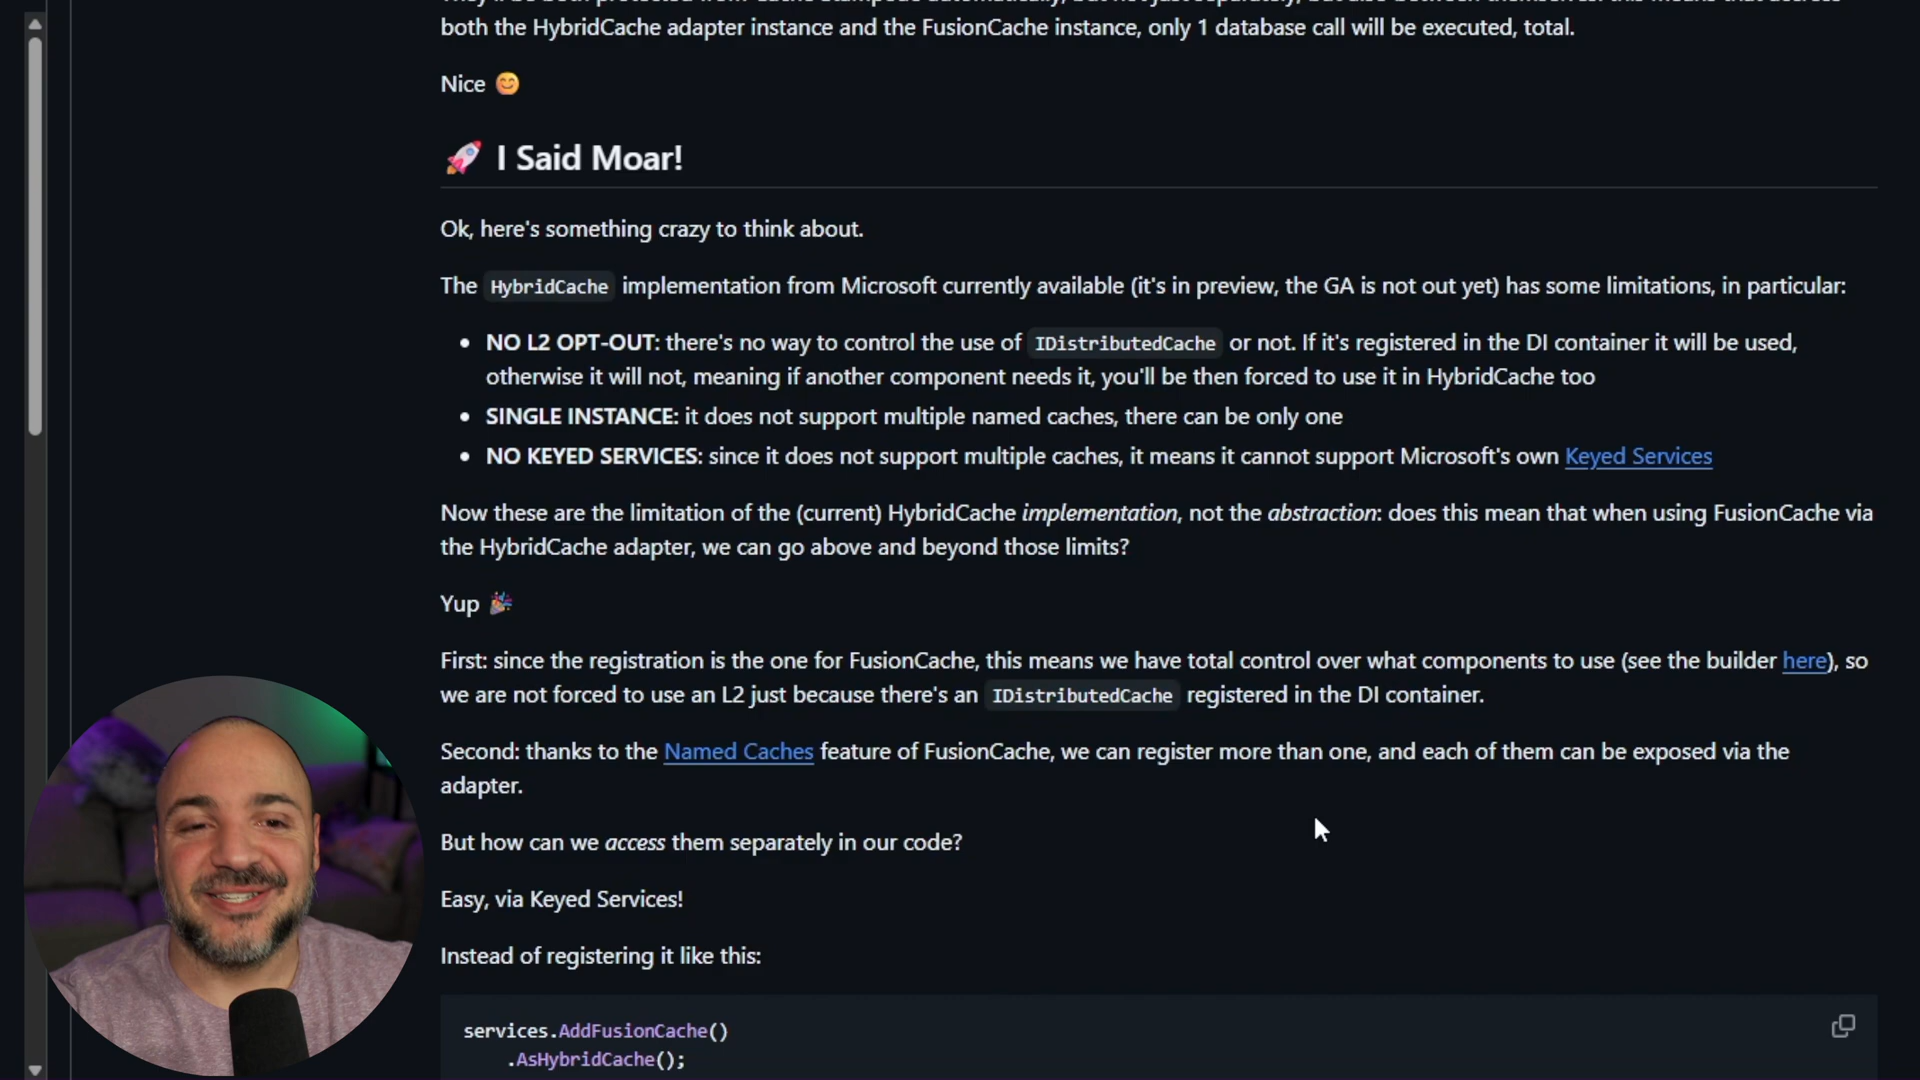 both the HybridCache adapter instance and the FusionCache instance, only 1 database call will be executed, total.
Nice 😊
🚀 I Said Moar!
Ok, here's something crazy to think about.
The HybridCache implementation from Microsoft currently available (it's in preview, the GA is not out yet) has some limitations, in particular:
• NO L2 OPT-OUT: there's no way to control the use of IDistributedCache or not. If it's registered in the DI container it will be used,
otherwise it will not, meaning if another component needs it, you'll be then forced to use it in HybridCache too
• SINGLE INSTANCE: it does not support multiple named caches, there can be only one
• NO KEYED SERVICES: since it does not support multiple caches, it means it cannot support Microsoft's own Keyed Services
Now these are the limitation of the (current) HybridCache implementation, not the abstraction: does this mean that when using FusionCache via
the HybridCache adapter, we can go above and beyond those limits?
Yup 🎉
First: since the registration is the one for FusionCache, this means we have total control over what components to use (see the builder here), so
we are not forced to use an L2 just because there's an IDistributedCache registered in the DI container.
Second: thanks to the Named Caches feature of FusionCache, we can register more than one, and each of them can be exposed via the
adapter.
But how can we access them separately in our code?
Easy, via Keyed Services!
Instead of registering it like this:
services.AddFusionCache()
.AsHybridCache();